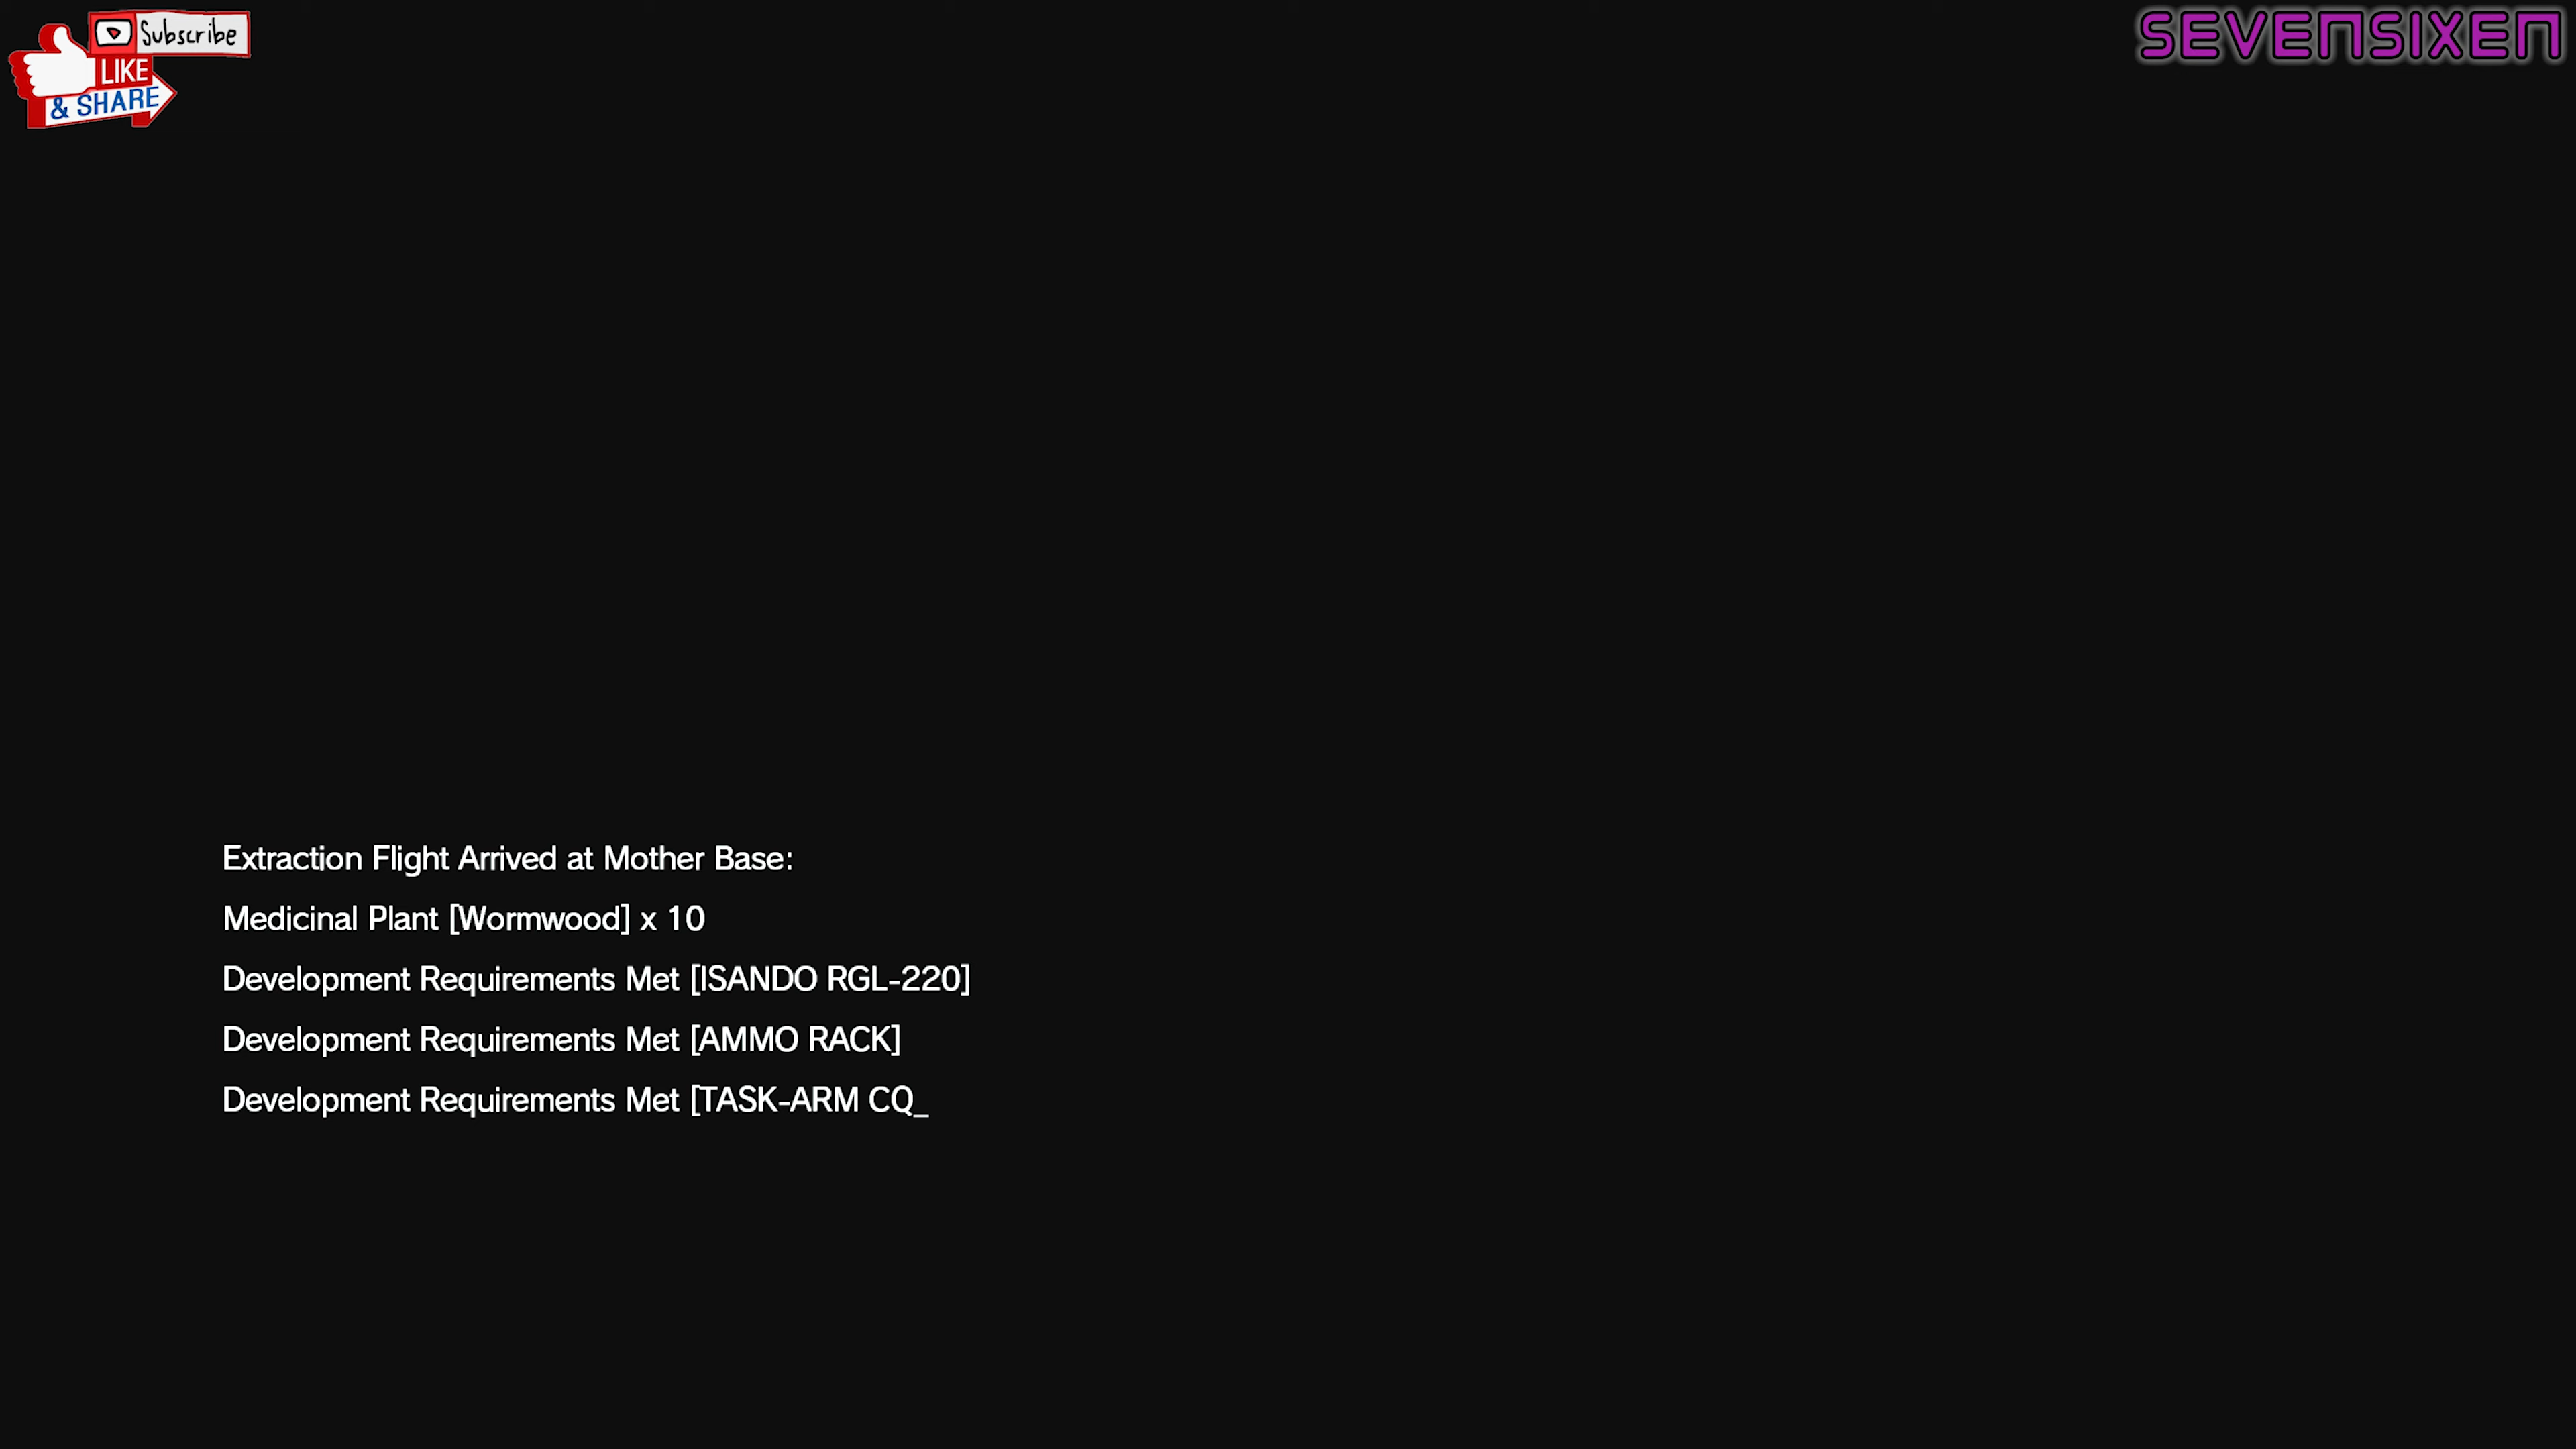 Subscribe
LIKE
& SHARE
SEVENSIXEN
Extraction Flight Arrived at Mother Base:
Medicinal Plant [Wormwood] x 10
Development Requirements Met [ISANDO RGL-220]
Development Requirements Met [AMMO RACK]
Development Requirements Met [TASK-ARM CQ_